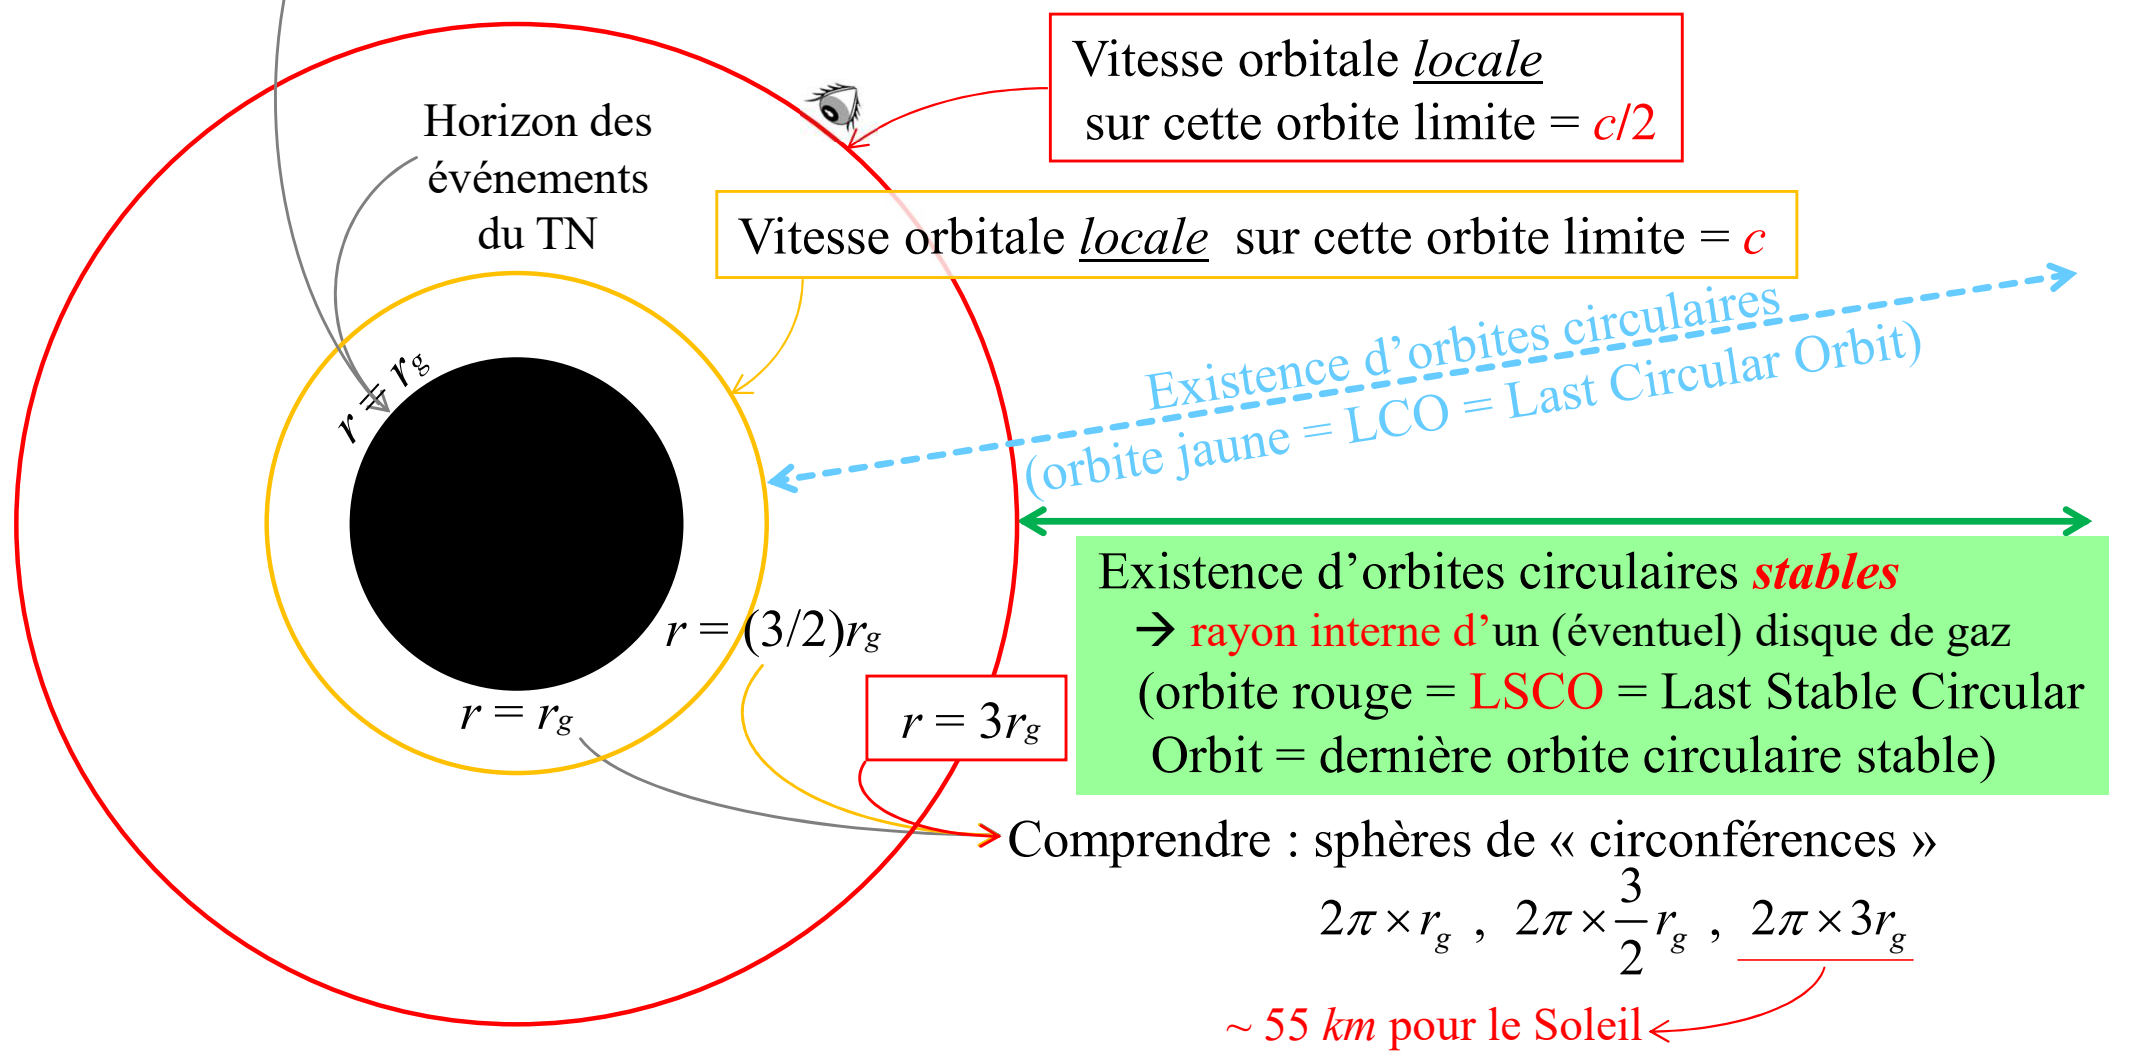 Vitesse orbitale locale
sur cette orbite limite = c/2
Horizon des
événements
du TN
Vitesse orbitale locale sur cette orbite limite = c
Existence d’orbites circulaires
(orbite jaune = LCO = Last Circular Orbit)
r = rg
Existence d’orbites circulaires stables
→ rayon interne d’un (éventuel) disque de gaz
(orbite rouge = LSCO = Last Stable Circular
Orbit = dernière orbite circulaire stable)
r = (3/2)rg
r = rg
r = 3rg
Comprendre : sphères de « circonférences »
2π × rg , 2π × 3/2 rg , 2π × 3rg
~ 55 km pour le Soleil